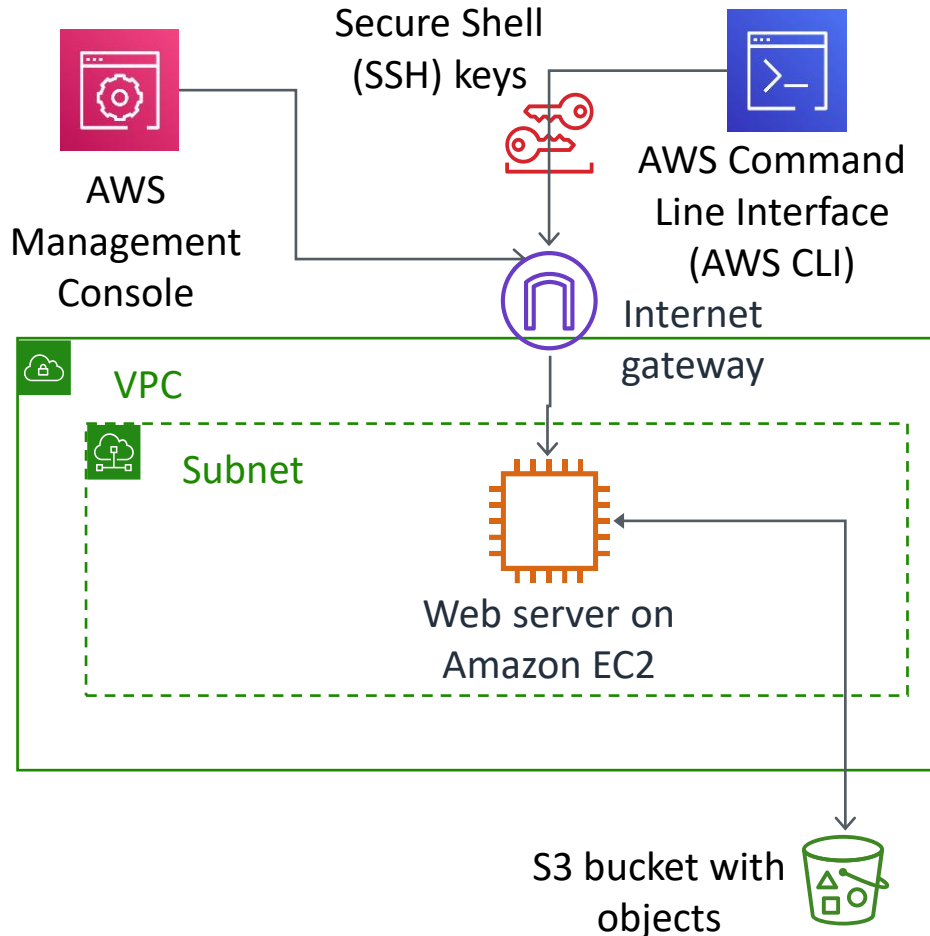 Secure Shell
(SSH) keys
AWS
Management
Console
AWS Command
Line Interface
(AWS CLI)
Internet
gateway
VPC
Subnet
Web server on
Amazon EC2
S3 bucket with
objects